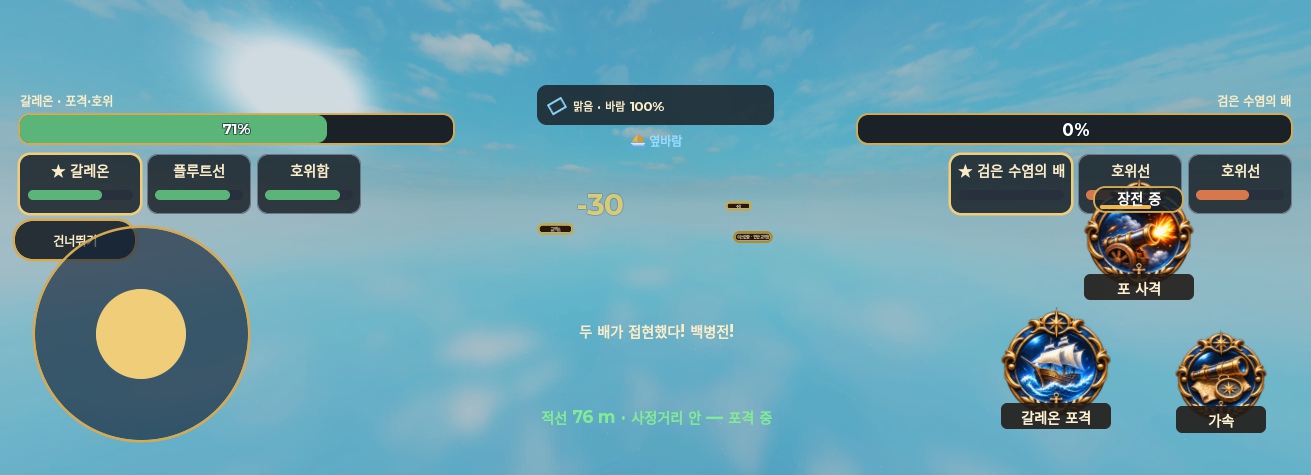 갈레온 · 포격·호위
71%
★ 갈레온
플루트선
호위함
건너뛰기
맑음 · 바람 100%
옆바람
-30
두 배가 접현했다! 백병전!
적선 76 m · 사정거리 안 — 포격 중
검은 수염의 배
0%
★ 검은 수염의 배
호위선
호위선
장전 중
포 사격
갈레온 포격
가속